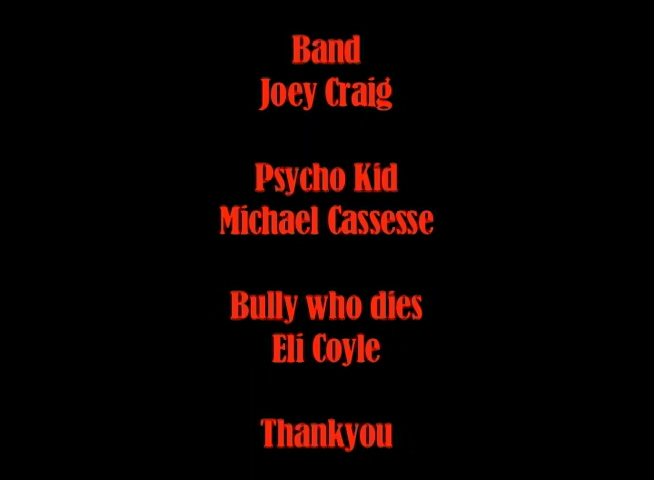 Band
Joey Craig
Psycho Kid
Michael Cassesse
Bully who dies
Eli Coyle
Thankyou